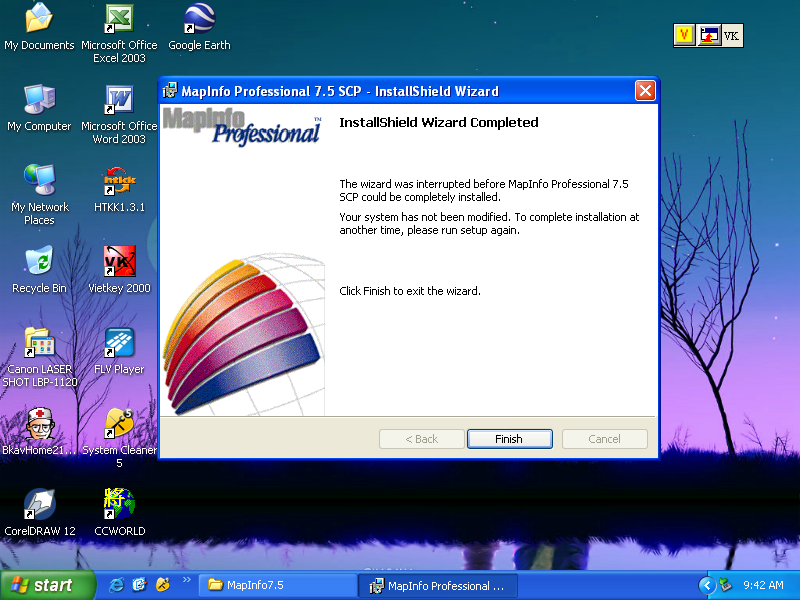 My Documents
Microsoft Office
Excel 2003
Google Earth
V
VK
MapInfo Professional 7.5 SCP - InstallShield Wizard
My Computer
Microsoft Office
Word 2003
MapInfo
Professional™
InstallShield Wizard Completed
The wizard was interrupted before MapInfo Professional 7.5
SCP could be completely installed.
Your system has not been modified. To complete installation at
another time, please run setup again.
Click Finish to exit the wizard.
My Network
Places
htkk
HTKK1.3.1
Recycle Bin
VK
Vietkey 2000
Canon LASER
SHOT LBP-1120
FLV Player
BkavHome21...
System Cleaner
5
< Back
Finish
Cancel
CorelDRAW 12
CCWORLD
start
MapInfo7.5
MapInfo Professional ...
9:42 AM